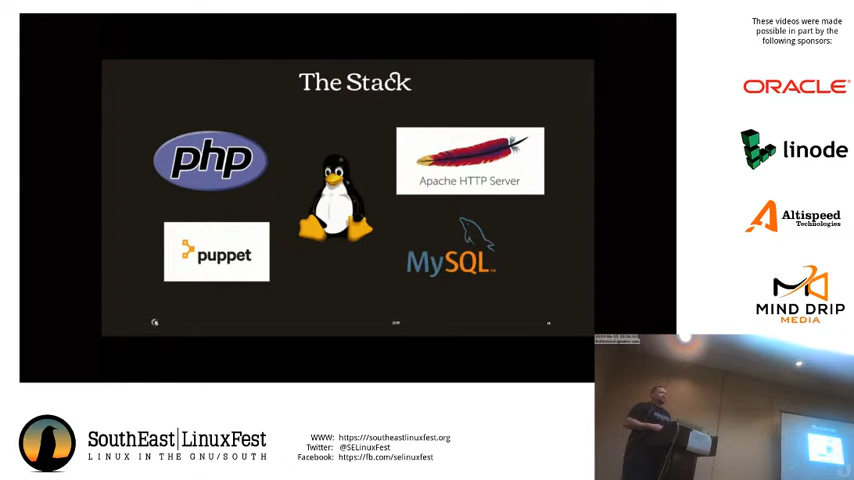 These videos were made
possible in part by the
following sponsors:
The Stack
ORACLE
php
Apache HTTP Server
linode
Altispeed
Technologies
puppet
MySQL
MIND DRIP
MEDIA
2019
SouthEast|LinuxFest
LINUX IN THE GNU/SOUTH
WWW: https:///southeastlinuxfest.org
Twitter: @SELinuxFest
Facebook: https://fb.com/selinuxfest